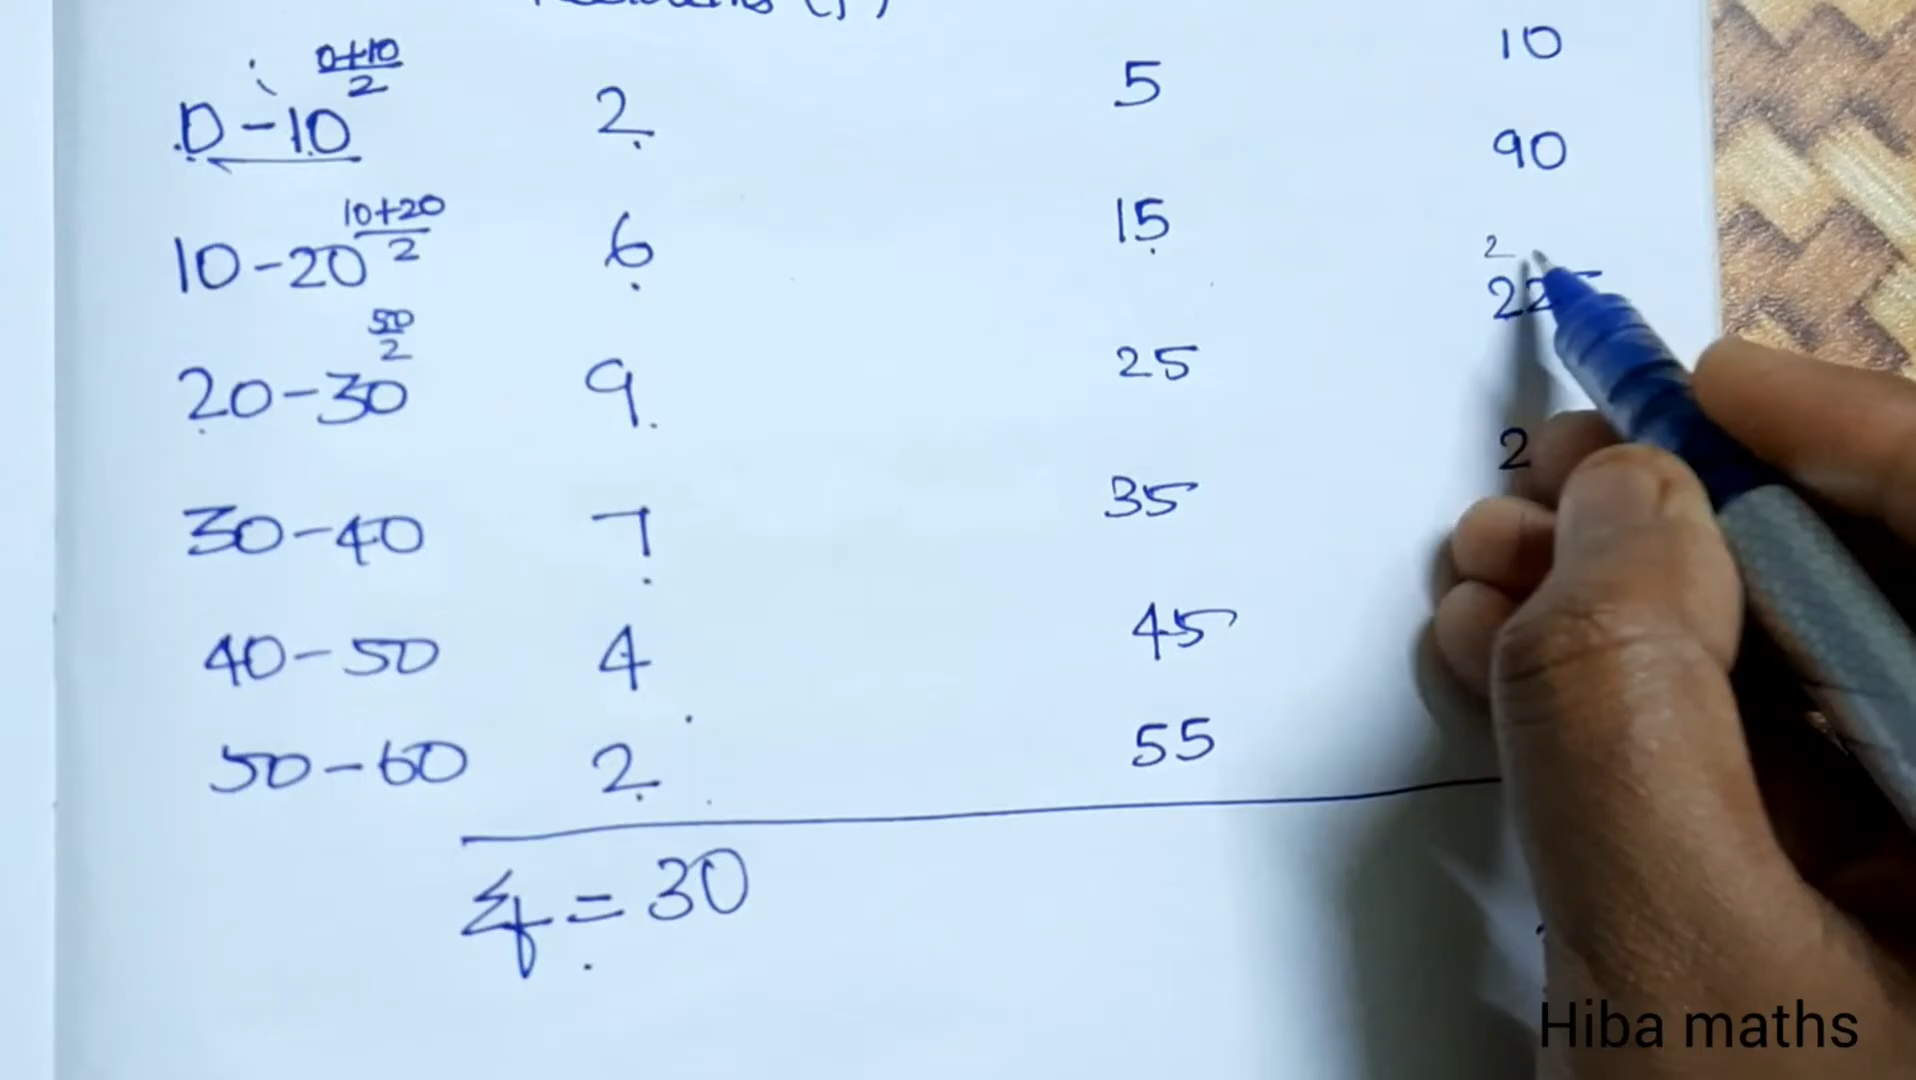 0+10
2
0-10 2 5 10
90
10+20
2
10-20 6 15
2
50
2
20-30 9 25
2
30-40 7 35
40-50 4 45
50-60 2 55
Σf = 30
Hiba maths